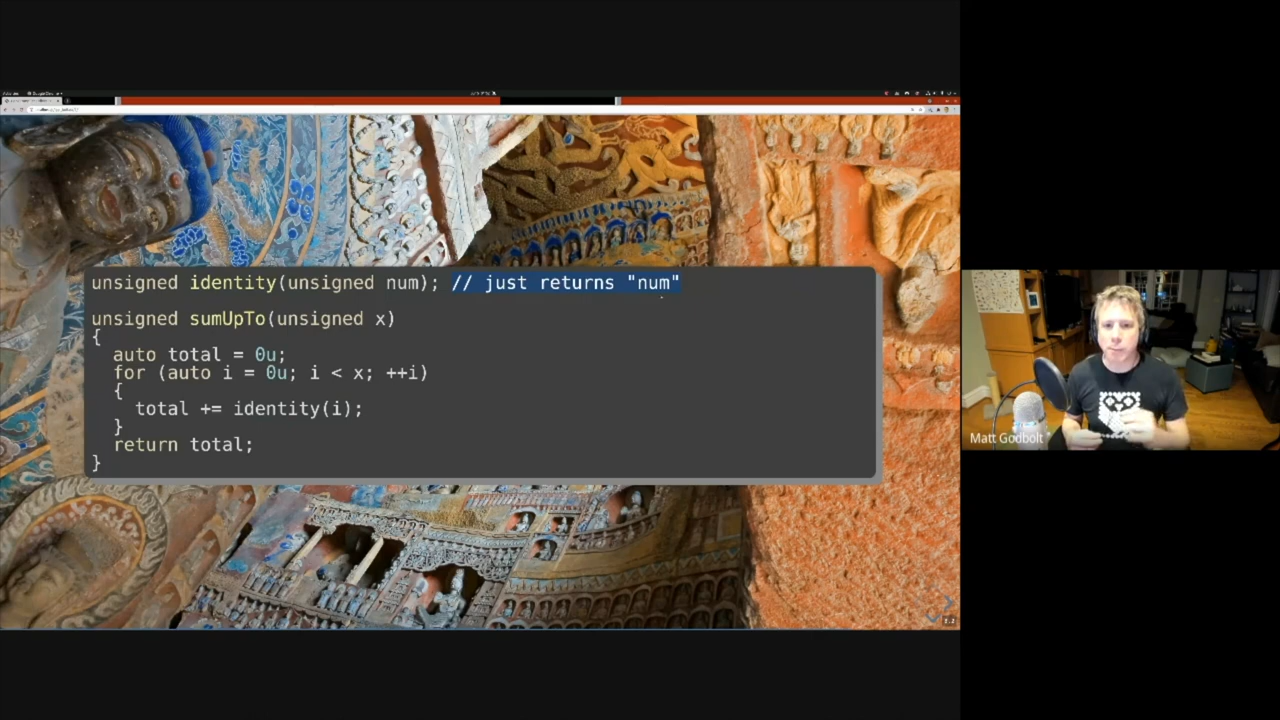 unsigned identity(unsigned num); // just returns "num"
unsigned sumUpTo(unsigned x)
{
auto total = 0u;
for (auto i = 0u; i < x; ++i)
{
total += identity(i);
}
return total;
}
Matt Godbolt